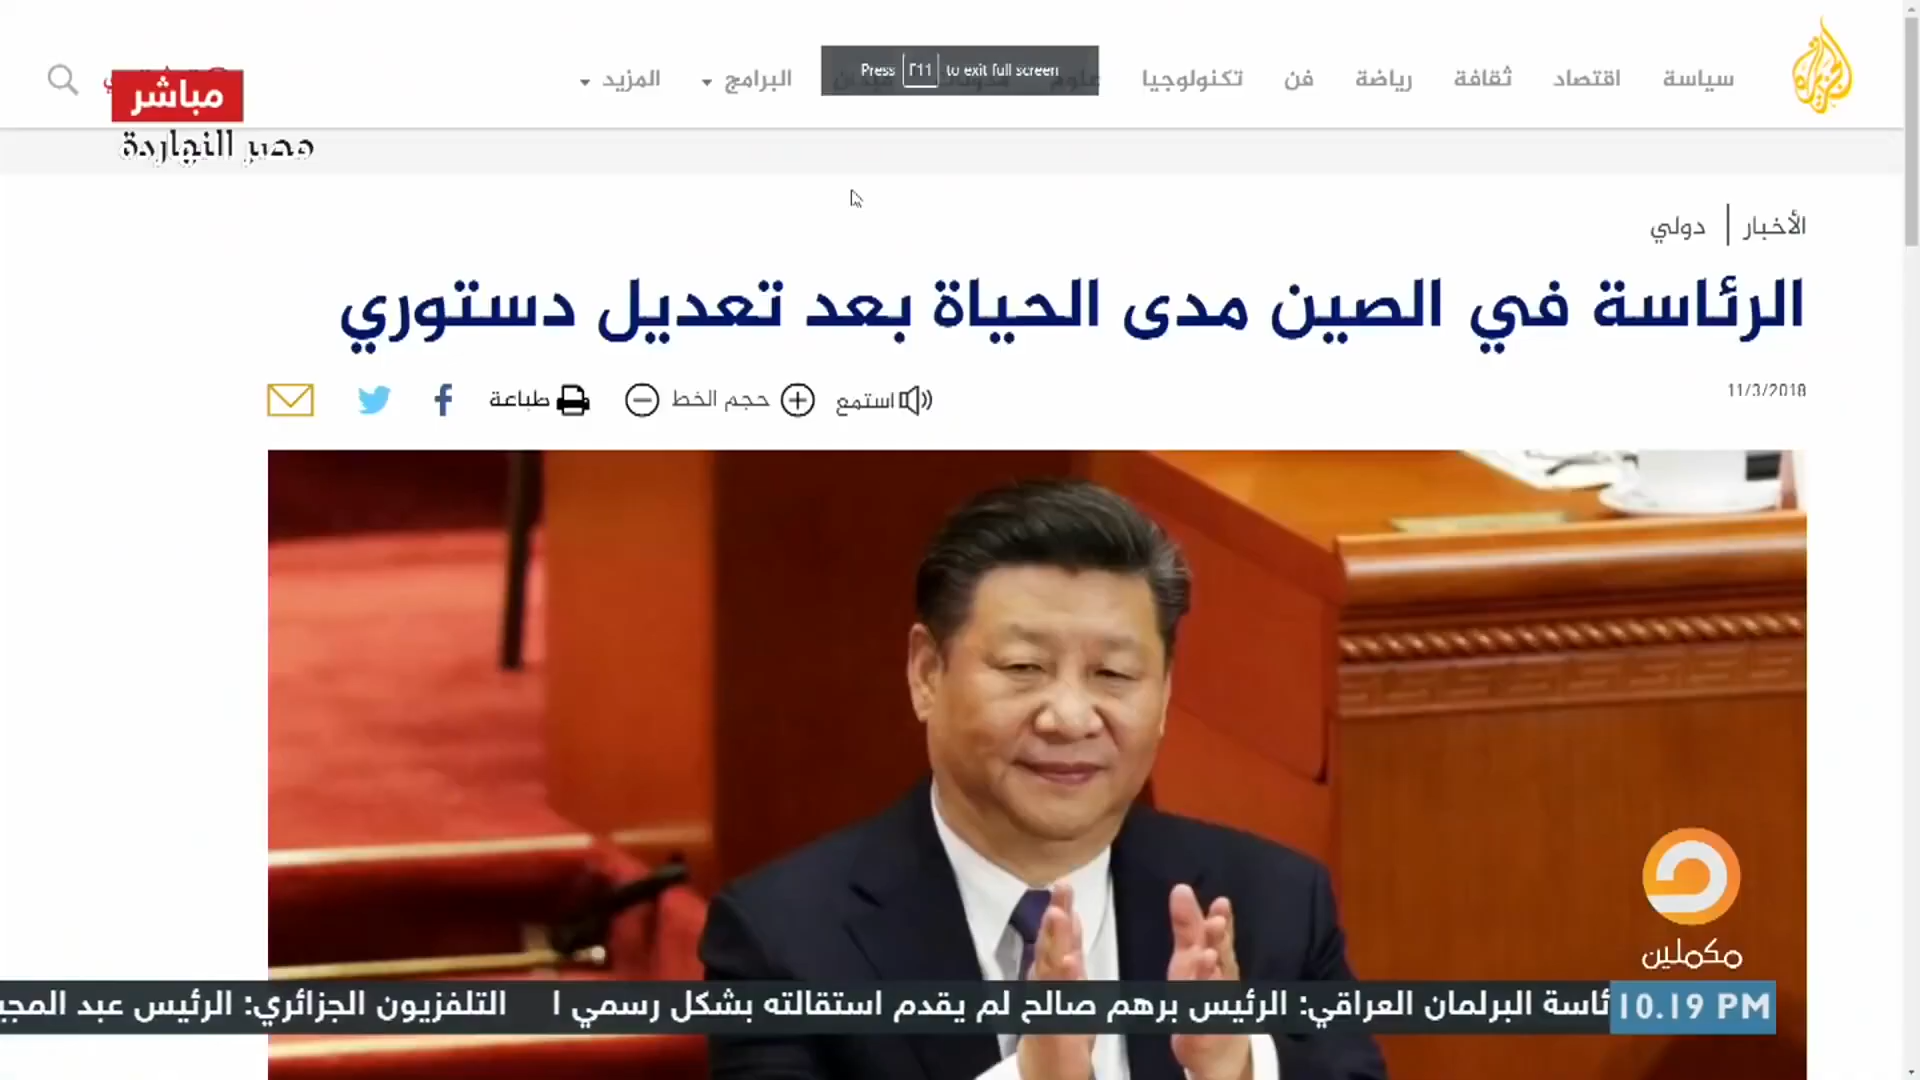 سياسة اقتصاد ثقافة رياضة فن تكنولوجيا علوم البرامج المزيد
Press F11 to exit full screen
مباشر
مصر النهاردة
الأخبار | دولي
الرئاسة في الصين مدى الحياة بعد تعديل دستوري
11/3/2018
استمع حجم الخط طباعة
مكملين
10.19 PM
البرلمان العراقي: الرئيس برهم صالح لم يقدم استقالته بشكل رسمي ا التلفزيون الجزائري: الرئيس عبد